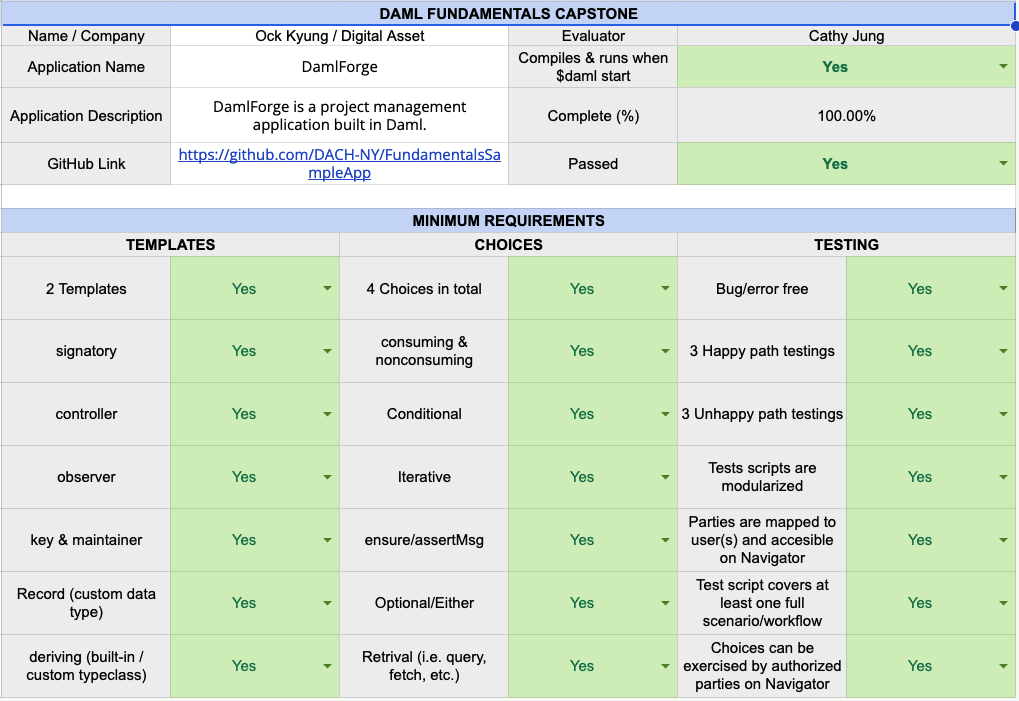 DAML FUNDAMENTALS CAPSTONE
Name / Company
Ock Kyung / Digital Asset
Evaluator
Cathy Jung
Application Name
DamlForge
Compiles & runs when
$daml start
Yes
Application Description
DamlForge is a project management
application built in Daml.
Complete (%)
100.00%
GitHub Link
https://github.com/DACH-NY/FundamentalsSa
mpleApp
Passed
Yes
MINIMUM REQUIREMENTS
TEMPLATES
CHOICES
TESTING
2 Templates
Yes
4 Choices in total
Yes
Bug/error free
Yes
signatory
Yes
consuming &
nonconsuming
Yes
3 Happy path testings
Yes
controller
Yes
Conditional
Yes
3 Unhappy path testings
Yes
observer
Yes
Iterative
Yes
Tests scripts are
modularized
Yes
key & maintainer
Yes
ensure/assertMsg
Yes
Parties are mapped to
user(s) and accesible
on Navigator
Yes
Record (custom data
type)
Yes
Optional/Either
Yes
Test script covers at
least one full
scenario/workflow
Yes
deriving (built-in /
custom typeclass)
Yes
Retrival (i.e. query,
fetch, etc.)
Yes
Choices can be
exercised by authorized
parties on Navigator
Yes